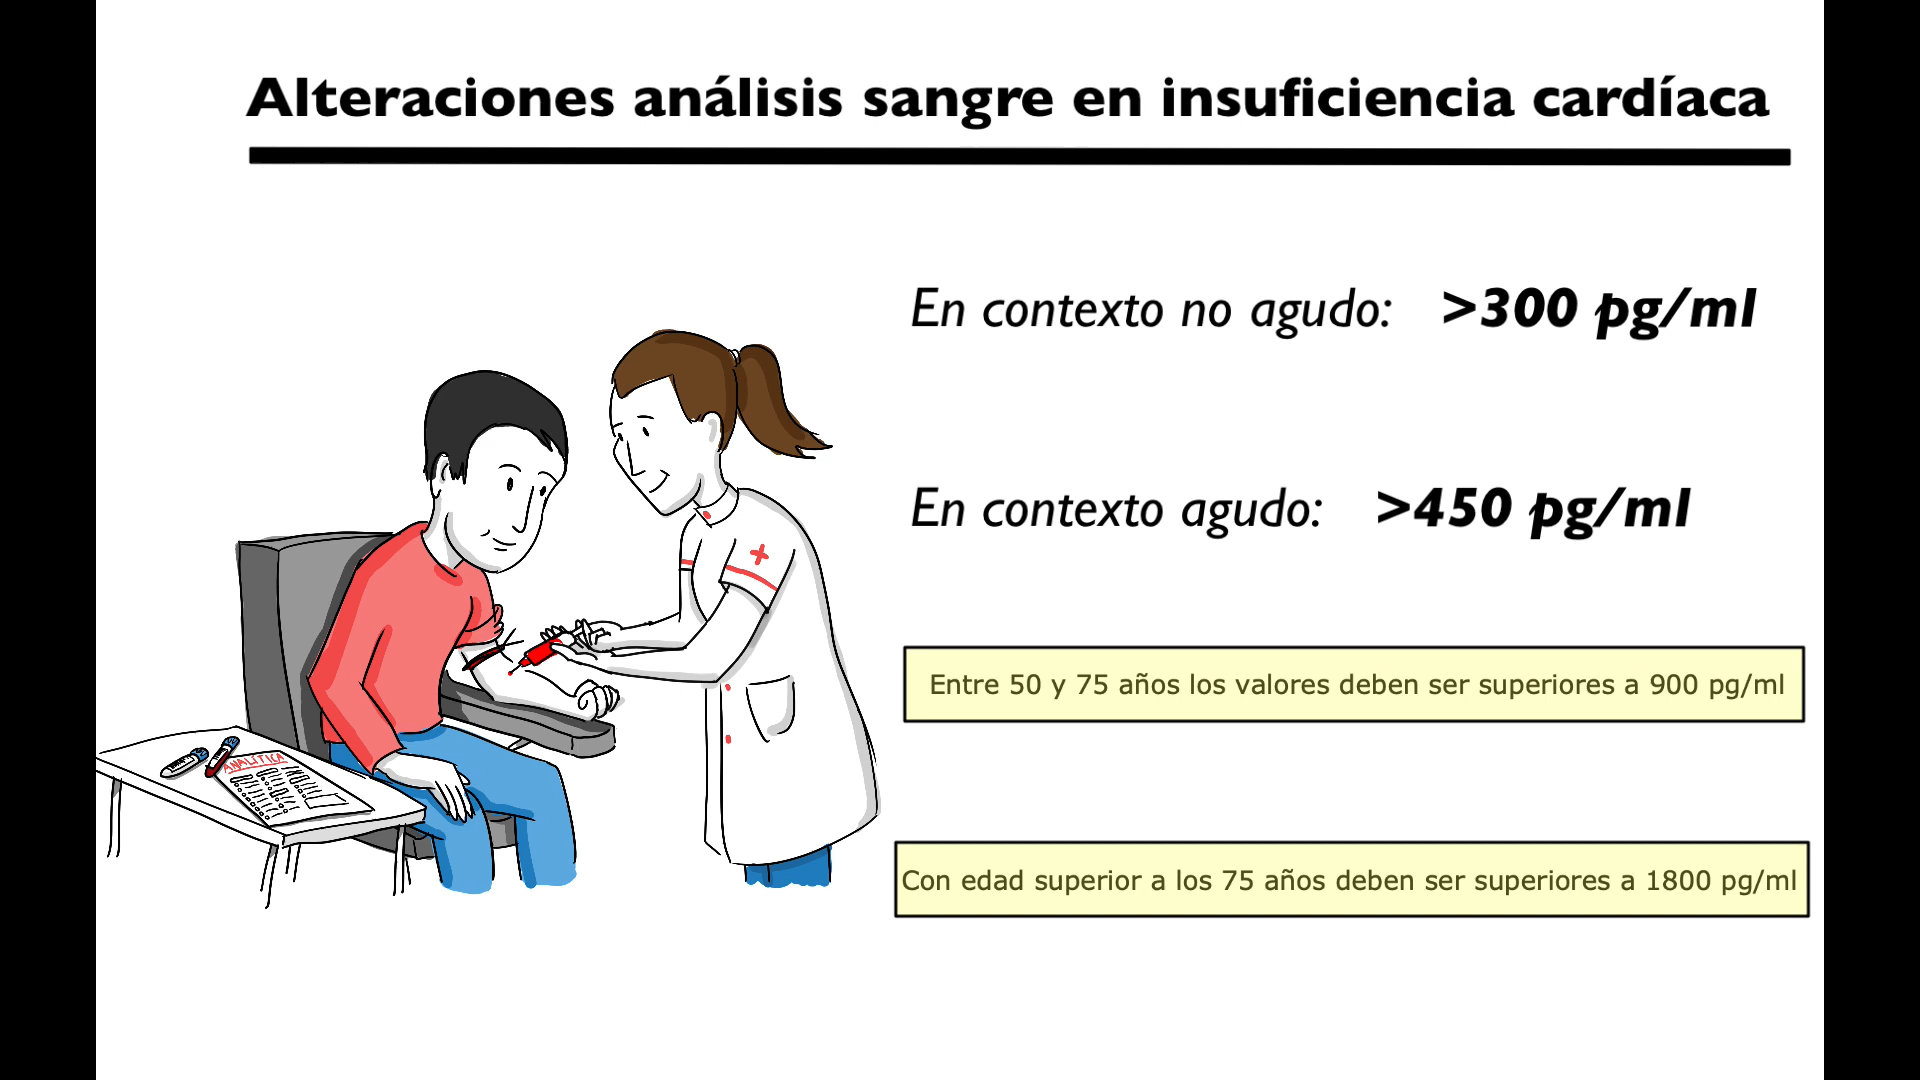 Alteraciones análisis sangre en insuficiencia cardíaca
En contexto no agudo: >300 pg/ml
En contexto agudo: >450 pg/ml
Entre 50 y 75 años los valores deben ser superiores a 900 pg/ml
Con edad superior a los 75 años deben ser superiores a 1800 pg/ml
ANALÍTICA